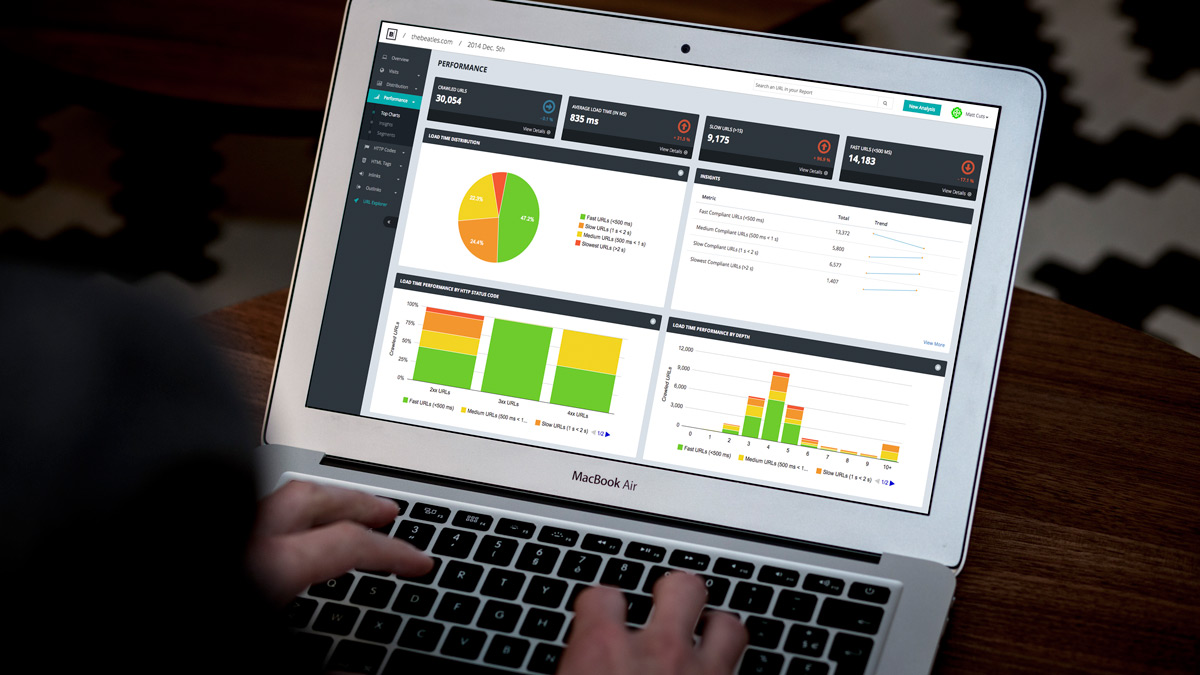 / thebeatles.com / 2014 Dec. 5th
Search an URL in your Report
New Analysis
Matt Cuts
Overview
Visits
Distribution
Performance
Top Charts
Insights
Segments
HTTP Codes
HTML Tags
Inlinks
Outlinks
URL Explorer
PERFORMANCE
CRAWLED URLS
30,054
View Details
AVERAGE LOAD TIME (IN MS)
835 ms
View Details
SLOW URLS (>1S)
9,175
View Details
FAST URLS (<500 MS)
14,183
View Details
LOAD TIME DISTRIBUTION
47.2%
24.4%
Fast URLs (<500 ms)
Slow URLs (1 s < 2 s)
Medium URLs (500 ms < 1 s)
Slowest URLs (>2 s)
INSIGHTS
Metric Total Trend
Fast Compliant URLs (<500 ms) 13,372
Medium Compliant URLs (500 ms < 1 s) 5,800
Slow Compliant URLs (1 s < 2 s) 6,577
Slowest Compliant URLs (>2 s) 1,407
View More
LOAD TIME PERFORMANCE BY HTTP STATUS CODE
Crawled URLs
100%
75%
50%
25%
0%
2xx URLs 3xx URLs 4xx URLs
Fast URLs (<500 ms) Medium URLs (500 ms < 1... Slow URLs (1 s < 2 s) 1/2
LOAD TIME PERFORMANCE BY DEPTH
Crawled URLs
12,000
9,000
6,000
3,000
0
0 1 2 3 4 5 6 7 8 9 10+
Fast URLs (<500 ms) Medium URLs (500 ms < 1... Slow URLs (1 s < 2 s) 1/2
MacBook Air
3 4 5 6 7 8
Q R T Y
S D F G H
W X C V B N